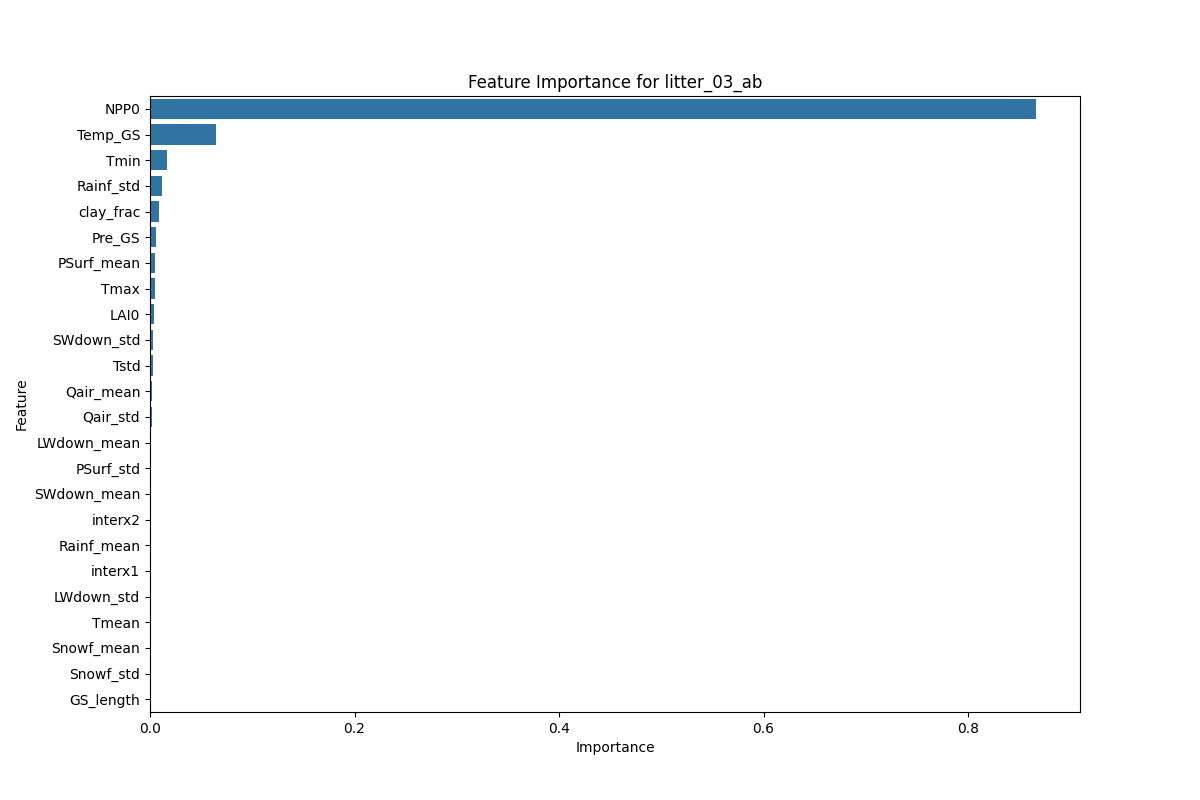 Feature Importance for litter_03_ab
NPP0
Temp_GS
Tmin
Rainf_std
clay_frac
Pre_GS
PSurf_mean
Tmax
LAI0
SWdown_std
Tstd
Qair_mean
Qair_std
LWdown_mean
PSurf_std
SWdown_mean
interx2
Rainf_mean
interx1
LWdown_std
Tmean
Snowf_mean
Snowf_std
GS_length
Feature
0.0 0.2 0.4 0.6 0.8
Importance